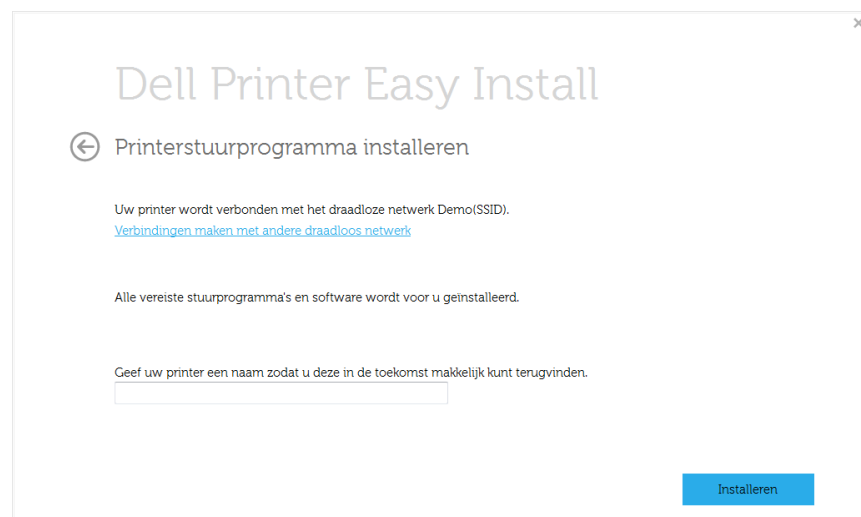 Dell Printer Easy Install
Printerstuurprogramma installeren
Uw printer wordt verbonden met het draadloze netwerk Demo(SSID).
Verbindingen maken met andere draadloos netwerk
Alle vereiste stuurprogramma's en software wordt voor u geïnstalleerd.
Geef uw printer een naam zodat u deze in de toekomst makkelijk kunt terugvinden.
Installeren